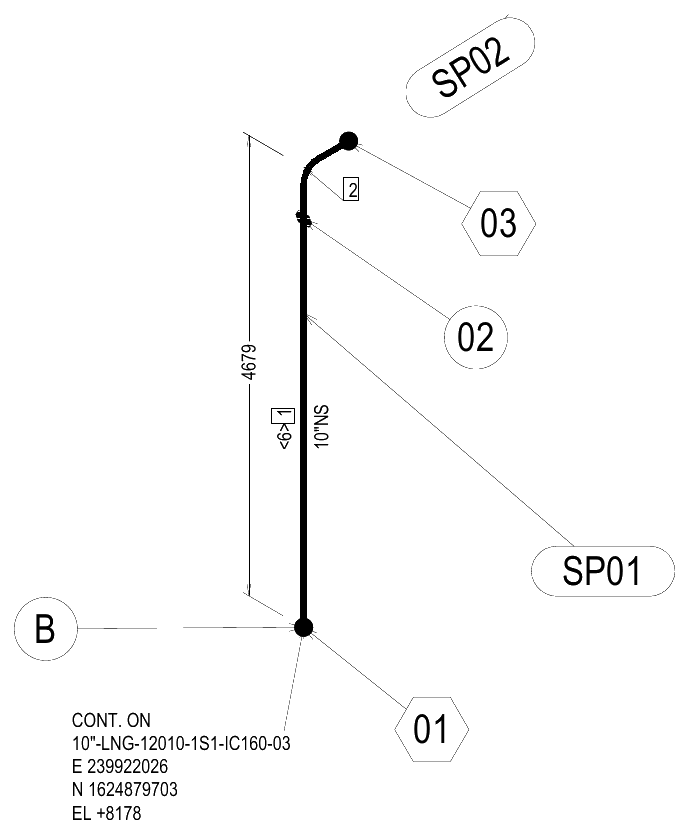 SP02
2
03
02
4679
<6> 1
10"NS
SP01
B
01
CONT. ON
10"-LNG-12010-1S1-IC160-03
E 239922026
N 1624879703
EL +8178